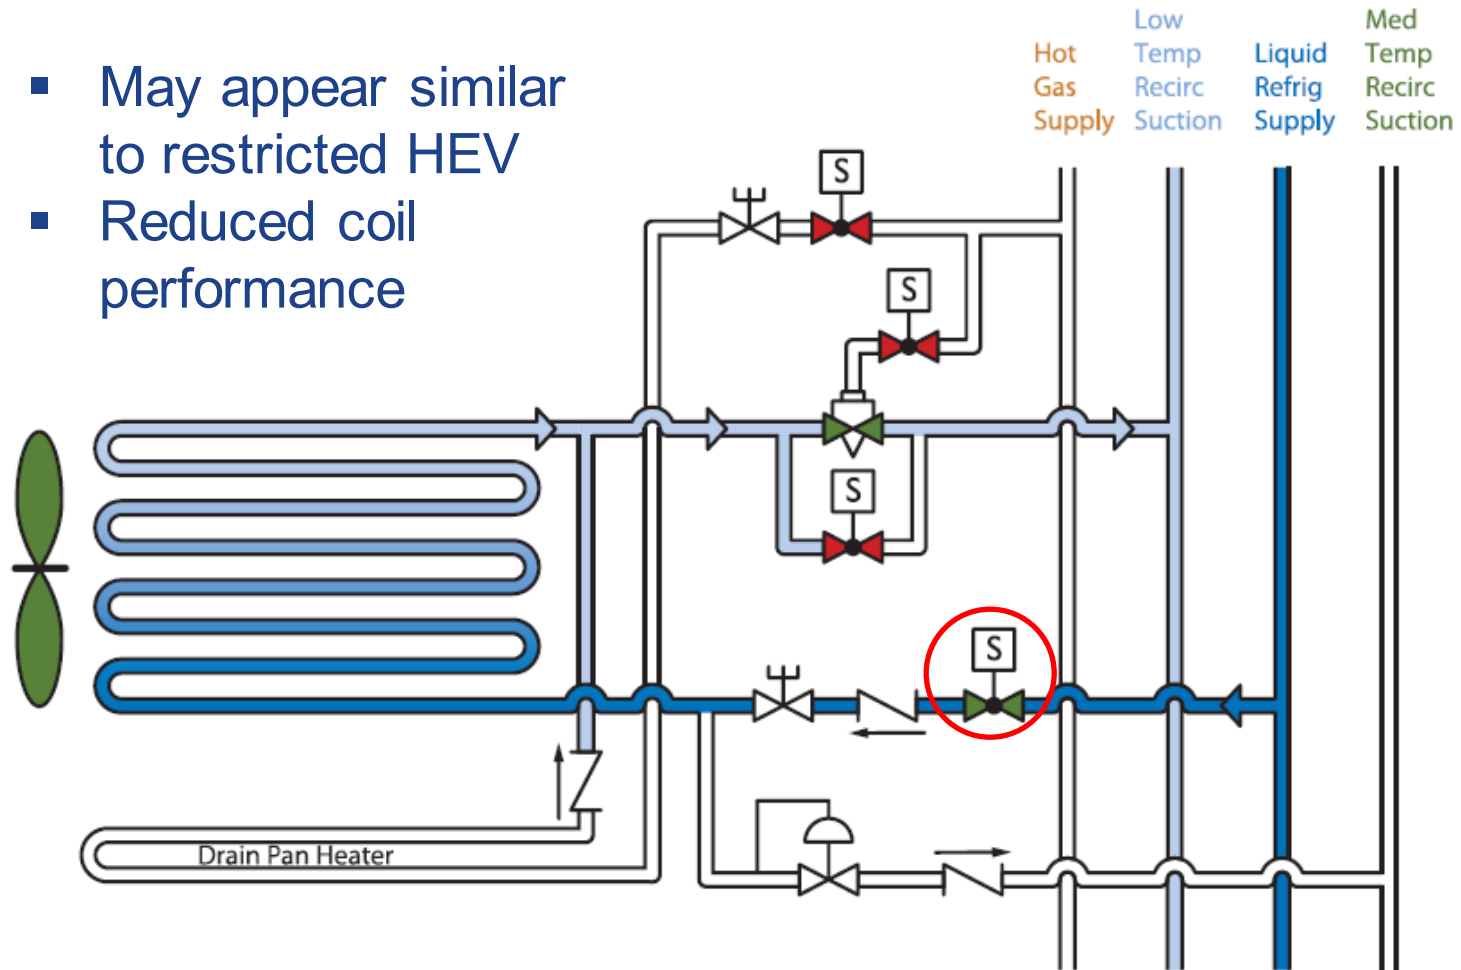 ▪ May appear similar
to restricted HEV
▪ Reduced coil
performance
Hot
Gas
Supply
Low
Temp
Recirc
Suction
Liquid
Refrig
Supply
Med
Temp
Recirc
Suction
S
S
S
S
Drain Pan Heater